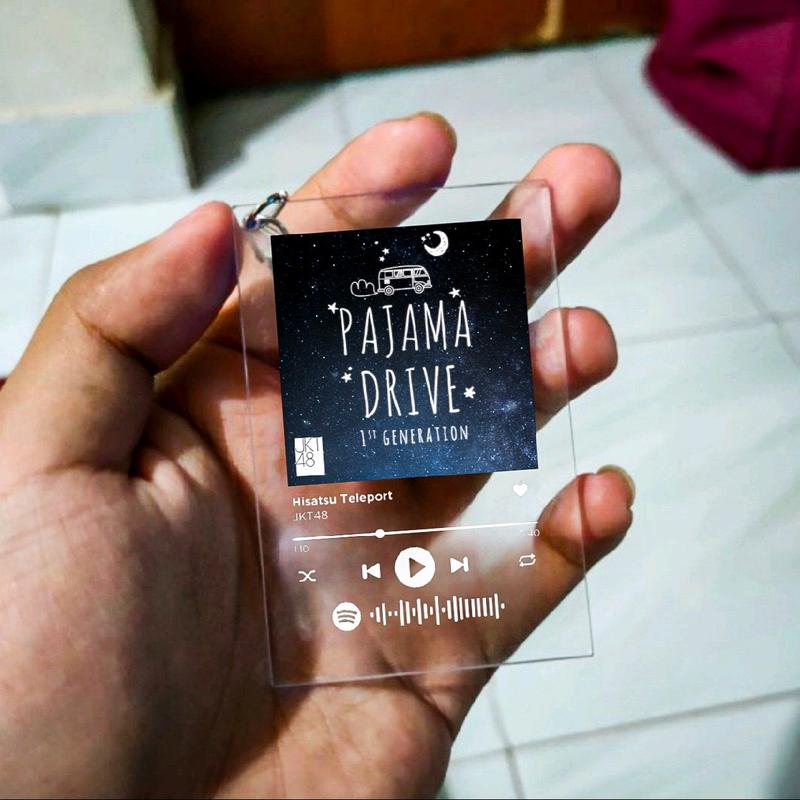 PAJAMA
DRIVE
1ST GENERATION
JKT
48
Hisatsu Teleport
JKT48
1:10